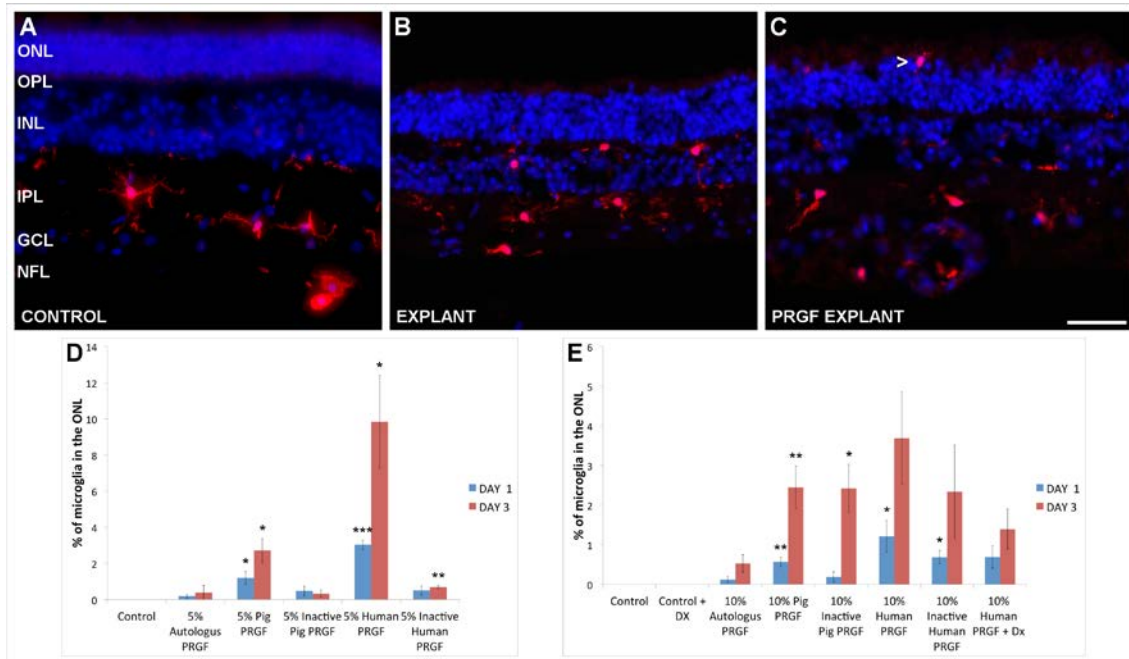 A
B
C
ONL
OPL
INL
IPL
GCL
NFL
>
CONTROL
EXPLANT
PRGF EXPLANT
D
% of microglia in the ONL
14
12
10
8
6
4
2
0
*
*
***
*
**
Control
5%
Autologus
PRGF
5% Pig
PRGF
5% Inactive
Pig PRGF
5% Human
PRGF
5% Inactive
Human
PRGF
DAY 1
DAY 3
E
% of microglia in the ONL
6
5
4
3
2
1
0
**
**
*
*
*
Control
Control +
DX
10%
Autologus
PRGF
10% Pig
PRGF
10%
Inactive
Pig PRGF
10%
Human
PRGF
10%
Inactive
Human
PRGF
10%
Human
PRGF + Dx
DAY 1
DAY 3